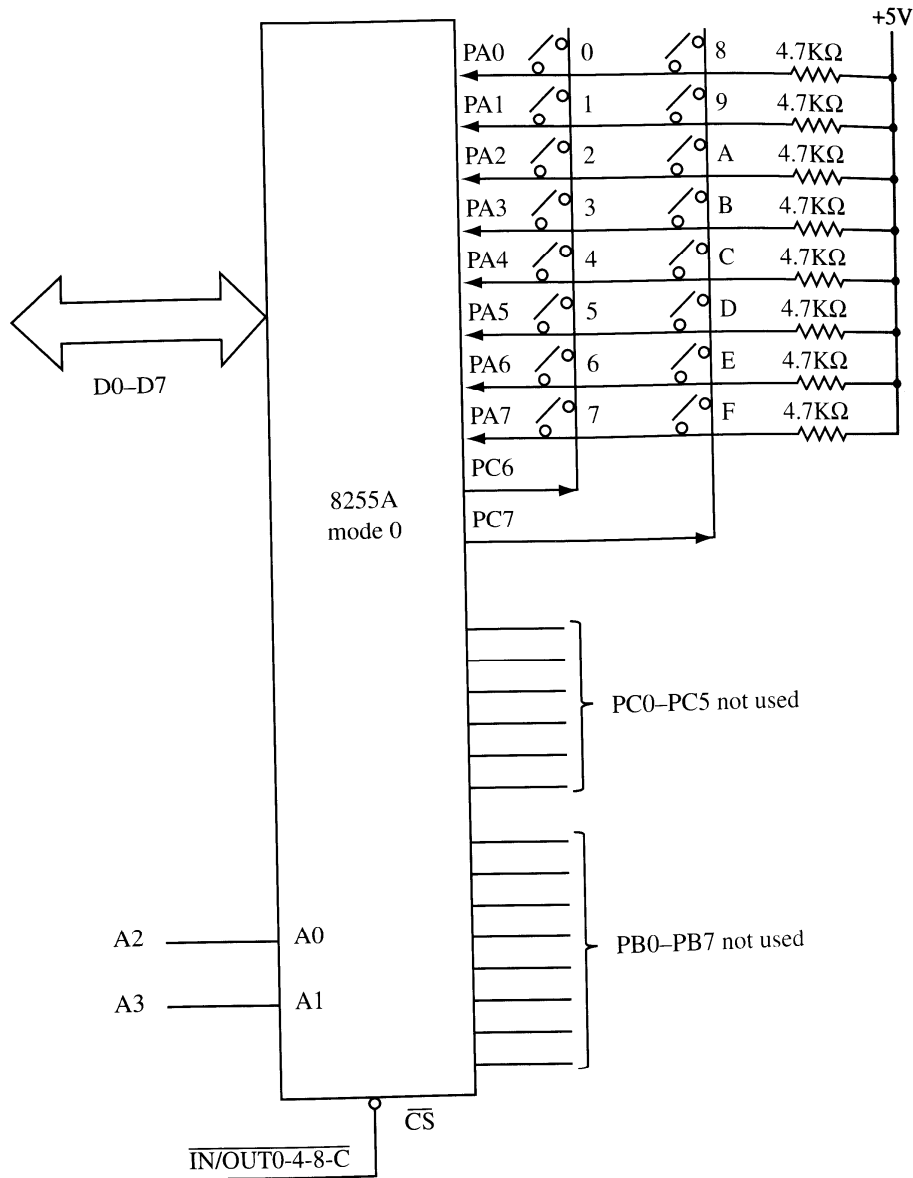 +5V
PA0 0 8 4.7KΩ
PA1 1 9 4.7KΩ
PA2 2 A 4.7KΩ
PA3 3 B 4.7KΩ
PA4 4 C 4.7KΩ
PA5 5 D 4.7KΩ
PA6 6 E 4.7KΩ
PA7 7 F 4.7KΩ
D0–D7
PC6
8255A
mode 0
PC7
PC0–PC5 not used
A2 A0
PB0–PB7 not used
A3 A1
CS
IN/OUT0-4-8-C